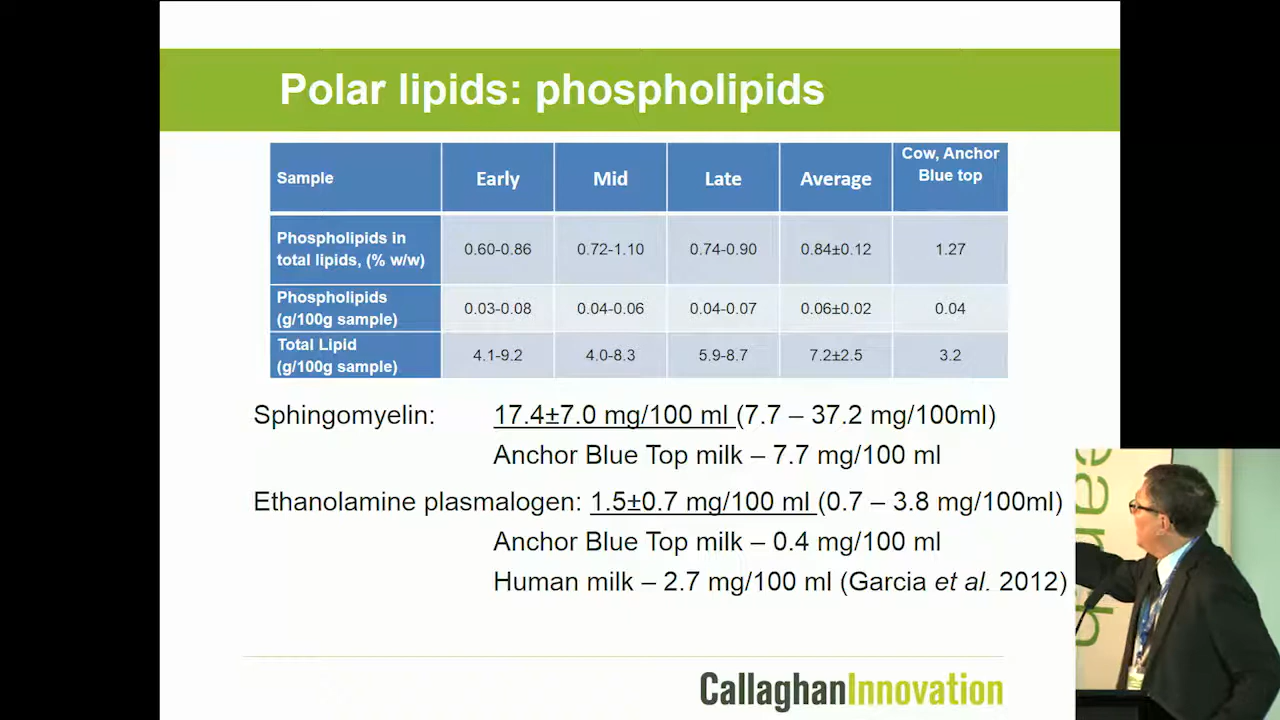 Polar lipids: phospholipids
Sample Early Mid Late Average Cow, Anchor Blue top
Phospholipids in total lipids, (% w/w) 0.60-0.86 0.72-1.10 0.74-0.90 0.84±0.12 1.27
Phospholipids (g/100g sample) 0.03-0.08 0.04-0.06 0.04-0.07 0.06±0.02 0.04
Total Lipid (g/100g sample) 4.1-9.2 4.0-8.3 5.9-8.7 7.2±2.5 3.2
Sphingomyelin: 17.4±7.0 mg/100 ml (7.7 – 37.2 mg/100ml)
Anchor Blue Top milk – 7.7 mg/100 ml
Ethanolamine plasmalogen: 1.5±0.7 mg/100 ml (0.7 – 3.8 mg/100ml)
Anchor Blue Top milk – 0.4 mg/100 ml
Human milk – 2.7 mg/100 ml (Garcia et al. 2012)
CallaghanInnovation